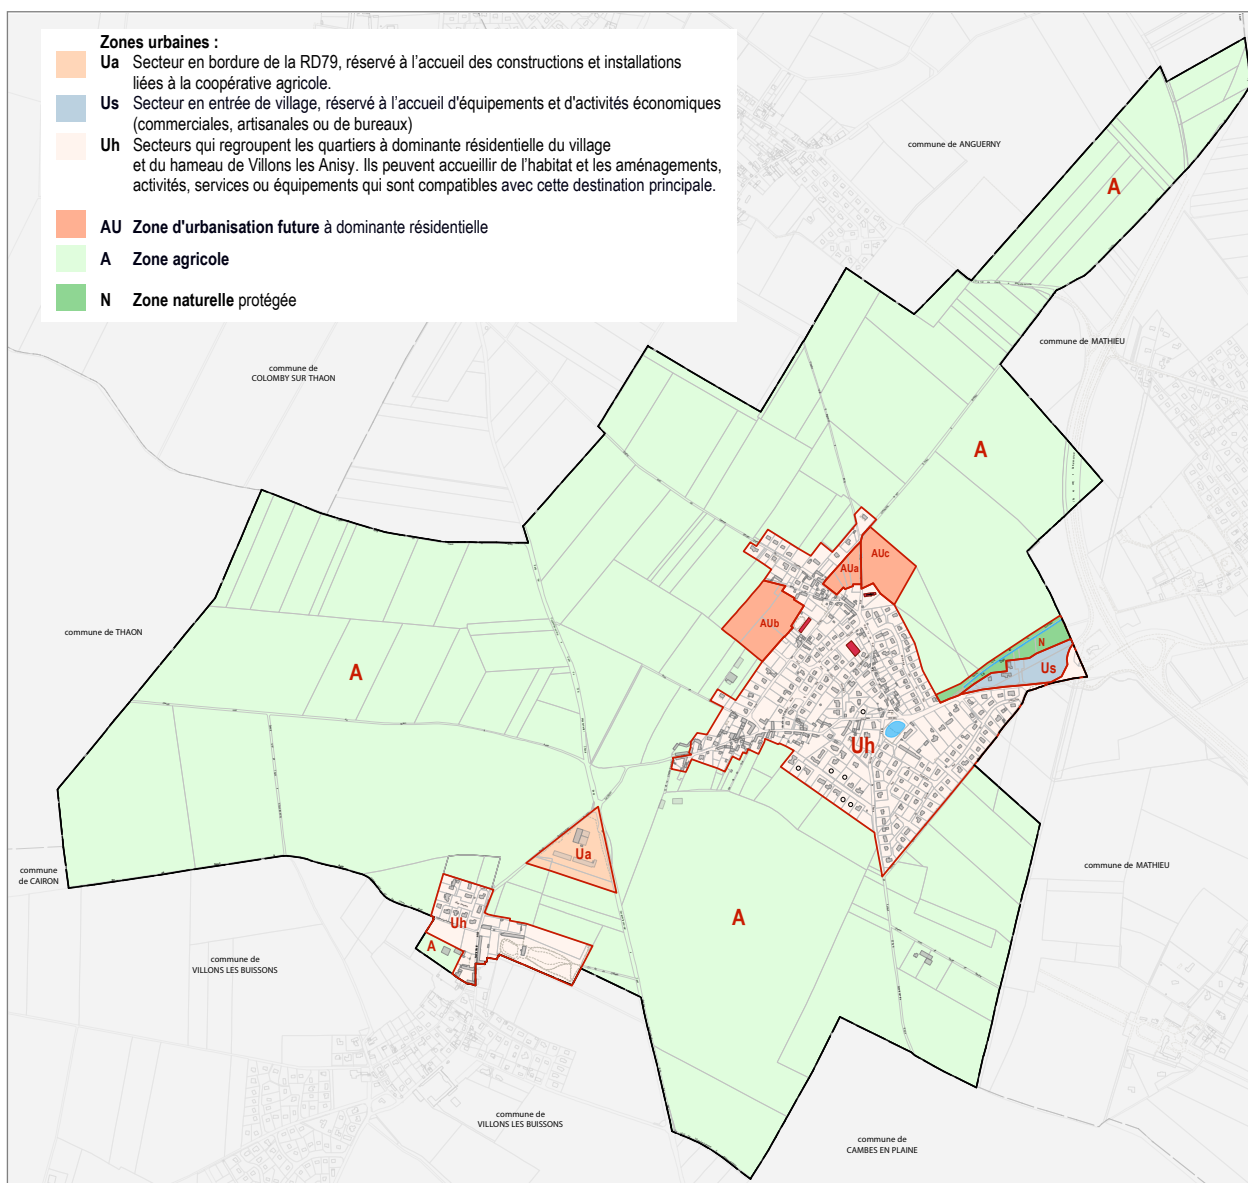 Zones urbaines :
Ua Secteur en bordure de la RD79, réservé à l'accueil des constructions et installations
liées à la coopérative agricole.
Us Secteur en entrée de village, réservé à l'accueil d'équipements et d'activités économiques
(commerciales, artisanales ou de bureaux)
Uh Secteurs qui regroupent les quartiers à dominante résidentielle du village
et du hameau de Villons les Anisy. Ils peuvent accueillir de l'habitat et les aménagements,
activités, services ou équipements qui sont compatibles avec cette destination principale.
AU Zone d'urbanisation future à dominante résidentielle
A Zone agricole
N Zone naturelle protégée
commune de ANGUERNY
A
commune de MATHIEU
commune de
COLOMBY SUR THAON
A
AUc
AUa
AUb
commune de THAON
N
Us
A
Uh
Ua
commune
de CAIRON
commune de MATHIEU
Uh
A
A
commune de
VILLONS LES BUISSONS
commune de
VILLONS LES BUISSONS
commune de
CAMBES EN PLAINE